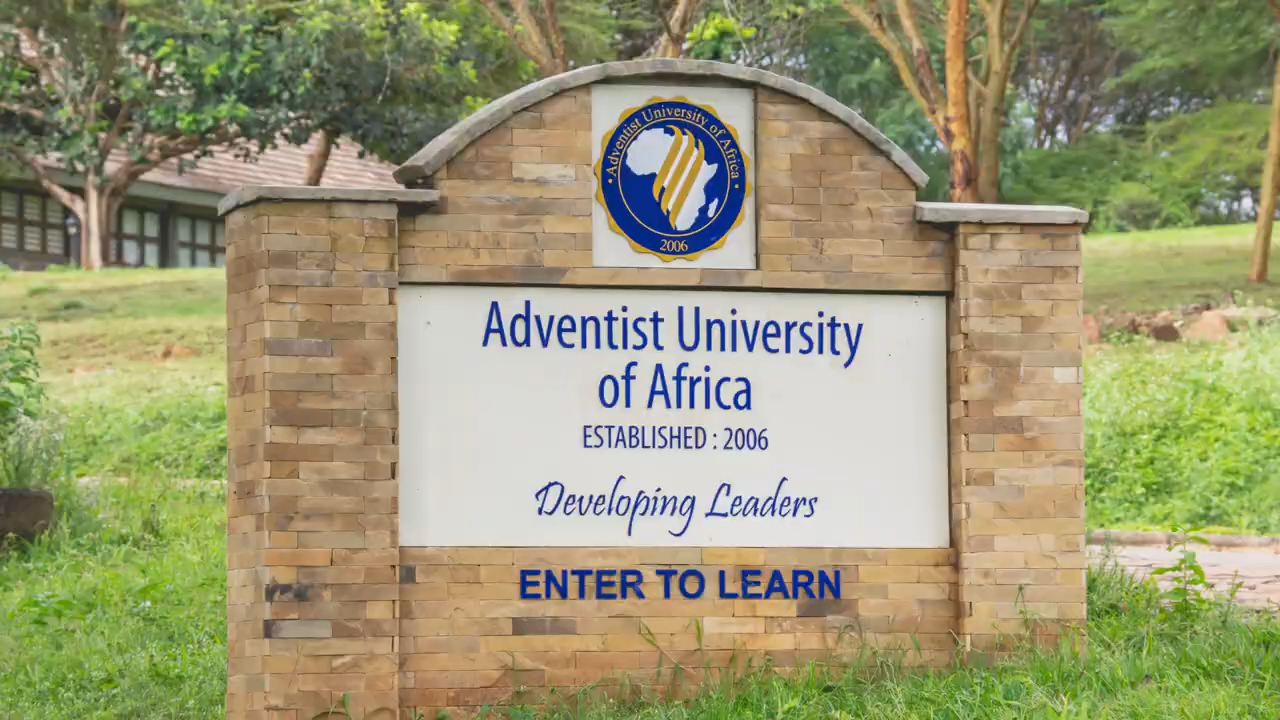 • Adventist University of Africa •
2006
Adventist University
of Africa
ESTABLISHED : 2006
Developing Leaders
ENTER TO LEARN